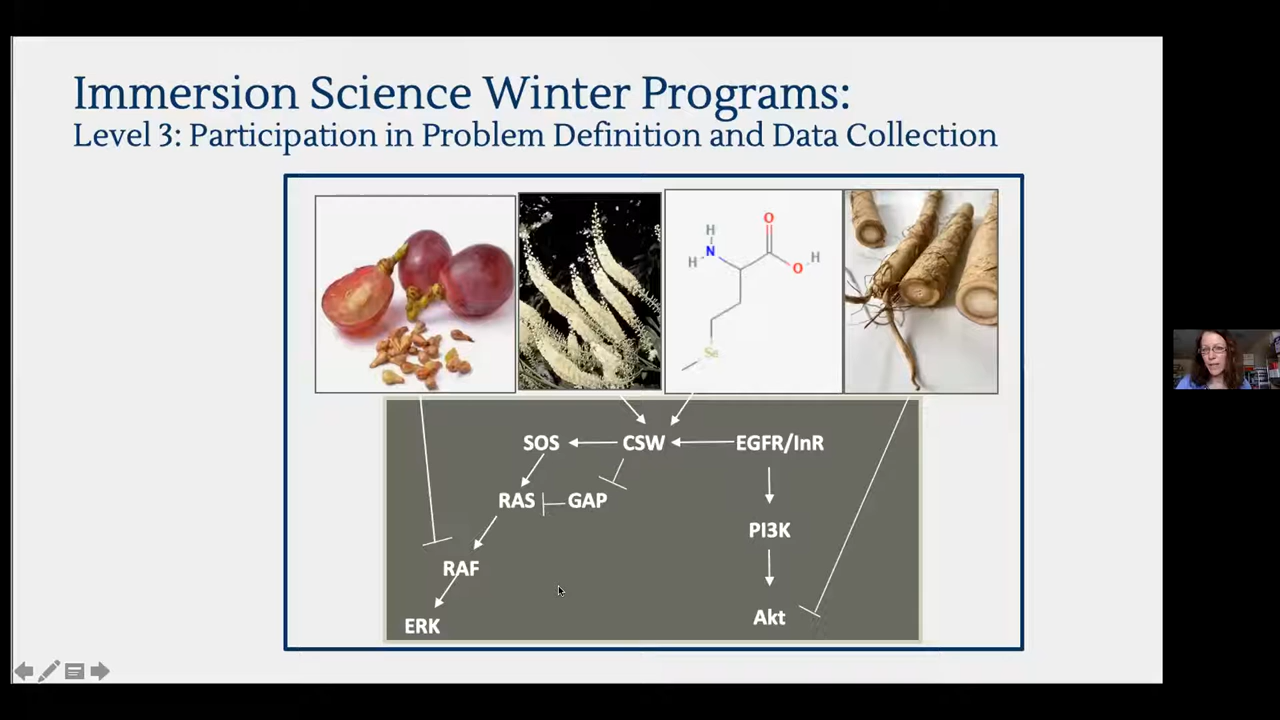 Immersion Science Winter Programs:
Level 3: Participation in Problem Definition and Data Collection
H
N
H
O
O
H
Se
SOS
CSW
EGFR/InR
RAS
GAP
PI3K
RAF
Akt
ERK